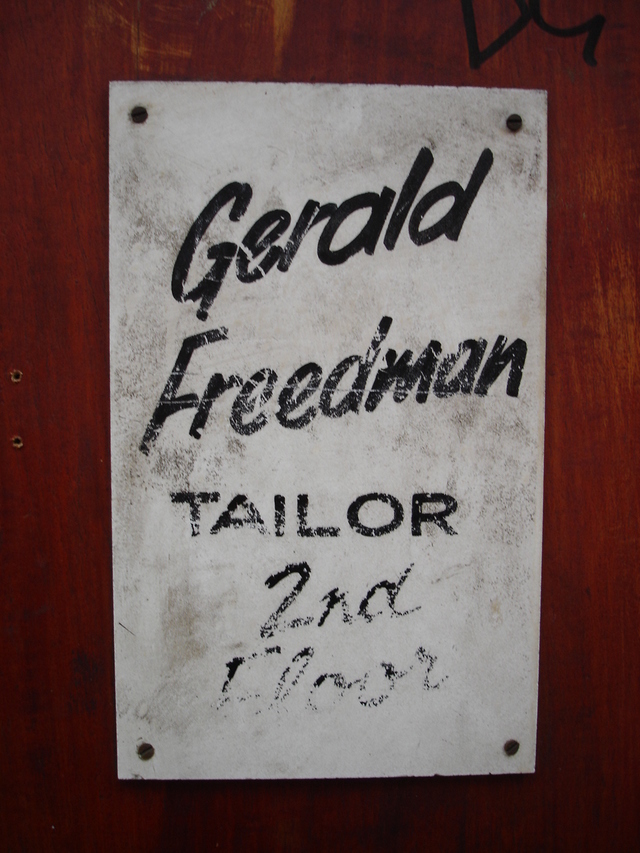 Gerald
Freedman
TAILOR
2nd
Floor